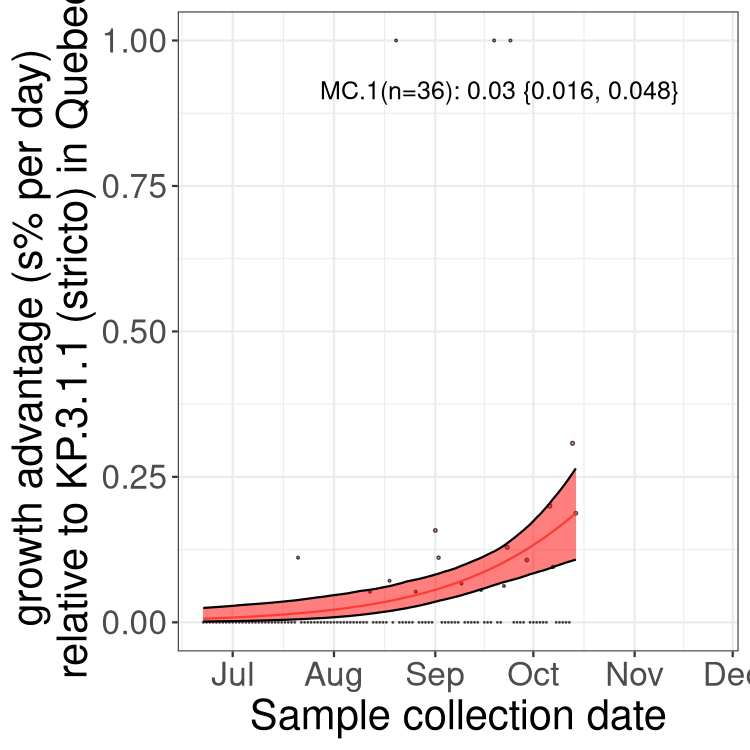 growth advantage (s% per day)
relative to KP.3.1.1 (stricto) in Quebec
1.00
0.75
0.50
0.25
0.00
MC.1(n=36): 0.03 {0.016, 0.048}
Jul Aug Sep Oct Nov Dec
Sample collection date